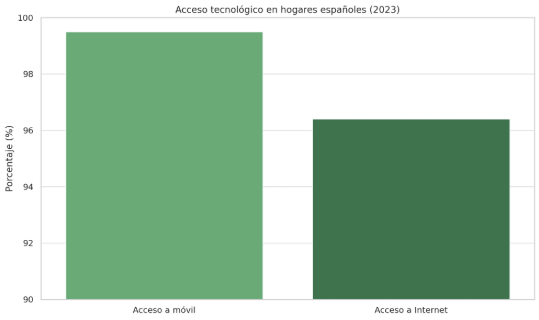 Acceso tecnológico en hogares españoles (2023)
Porcentaje (%)
100
98
96
94
92
90
Acceso a móvil
Acceso a Internet